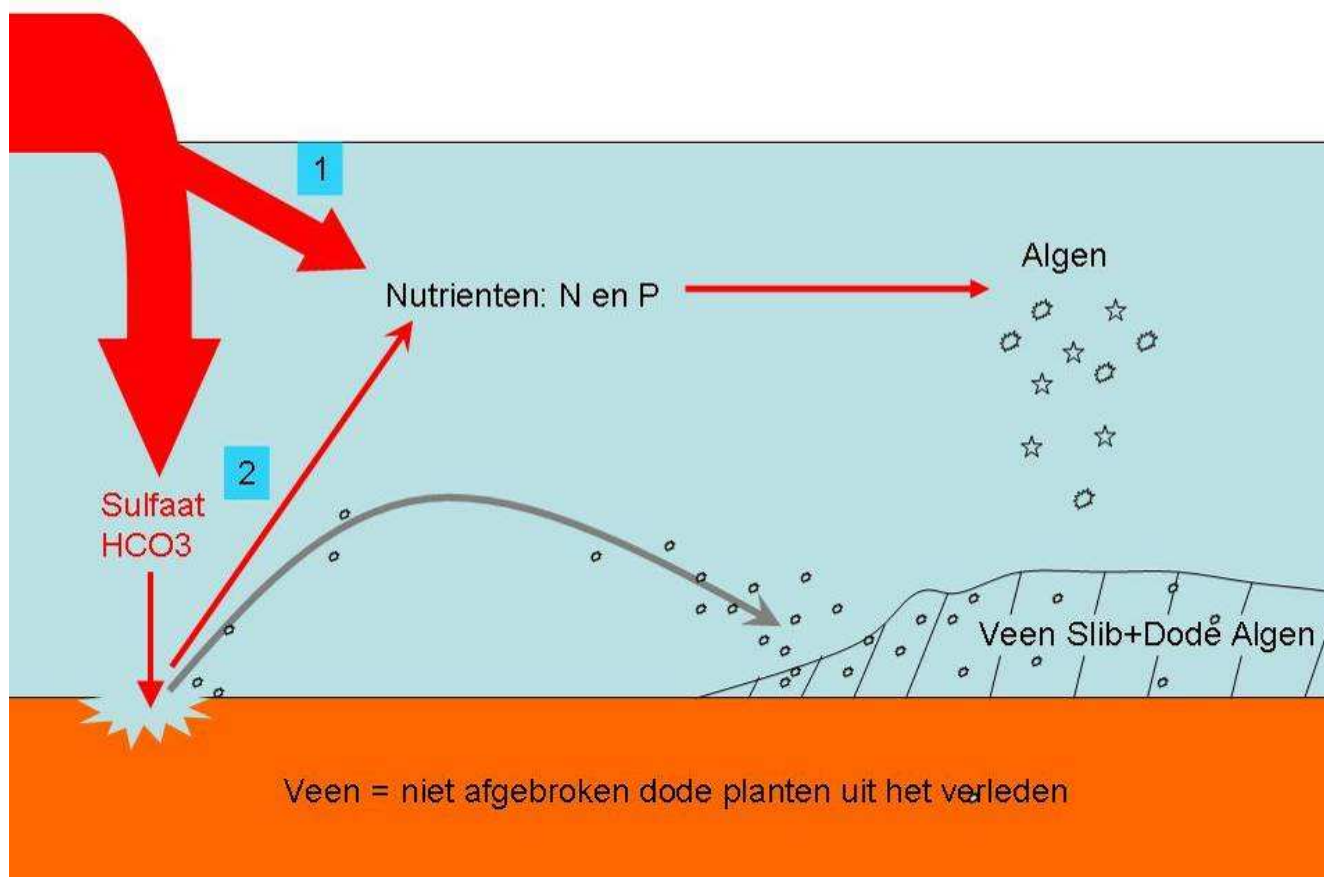 1
Algen
Nutrienten: N en P
2
Sulfaat
HCO3
Veen Slib+Dode Algen
Veen = niet afgebroken dode planten uit het verleden